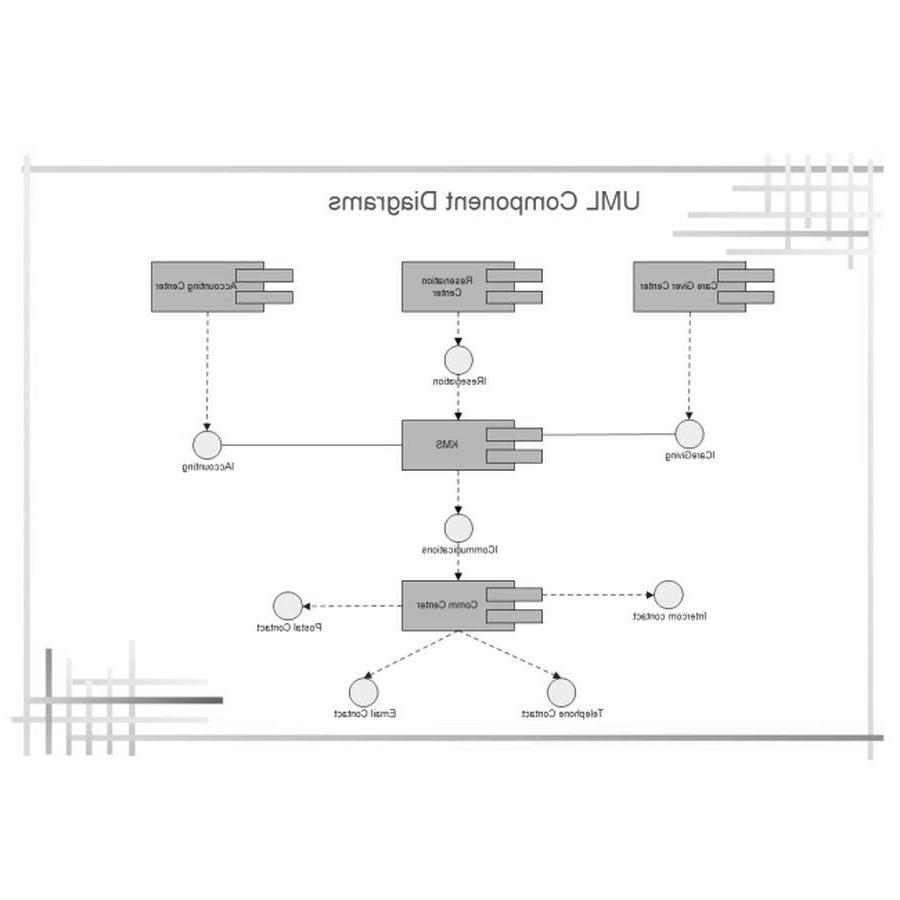 UML Component Diagrams
Care Giver Center
Reservation
Center
Accounting Center
IReservation
ICareGiving
KMS
IAccounting
ICommunications
Comm Center
Intercom contact
Postal Contact
Telephone Contact
Email Contact